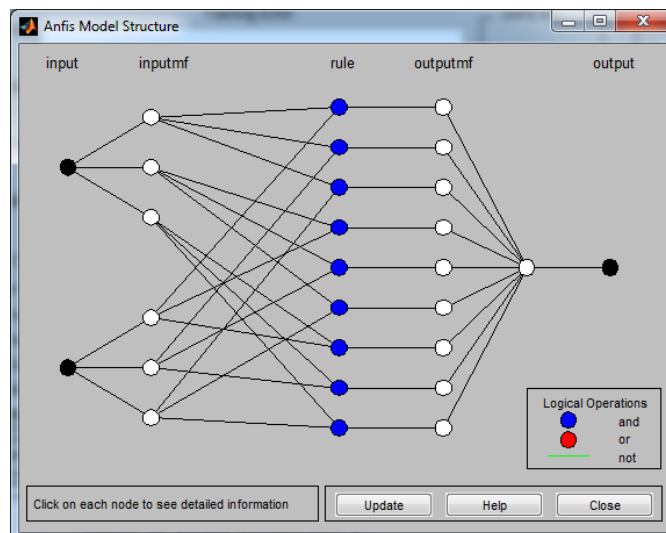 Anfis Model Structure
input inputmf rule outputmf output
Logical Operations
and
or
not
Click on each node to see detailed information
Update Help Close